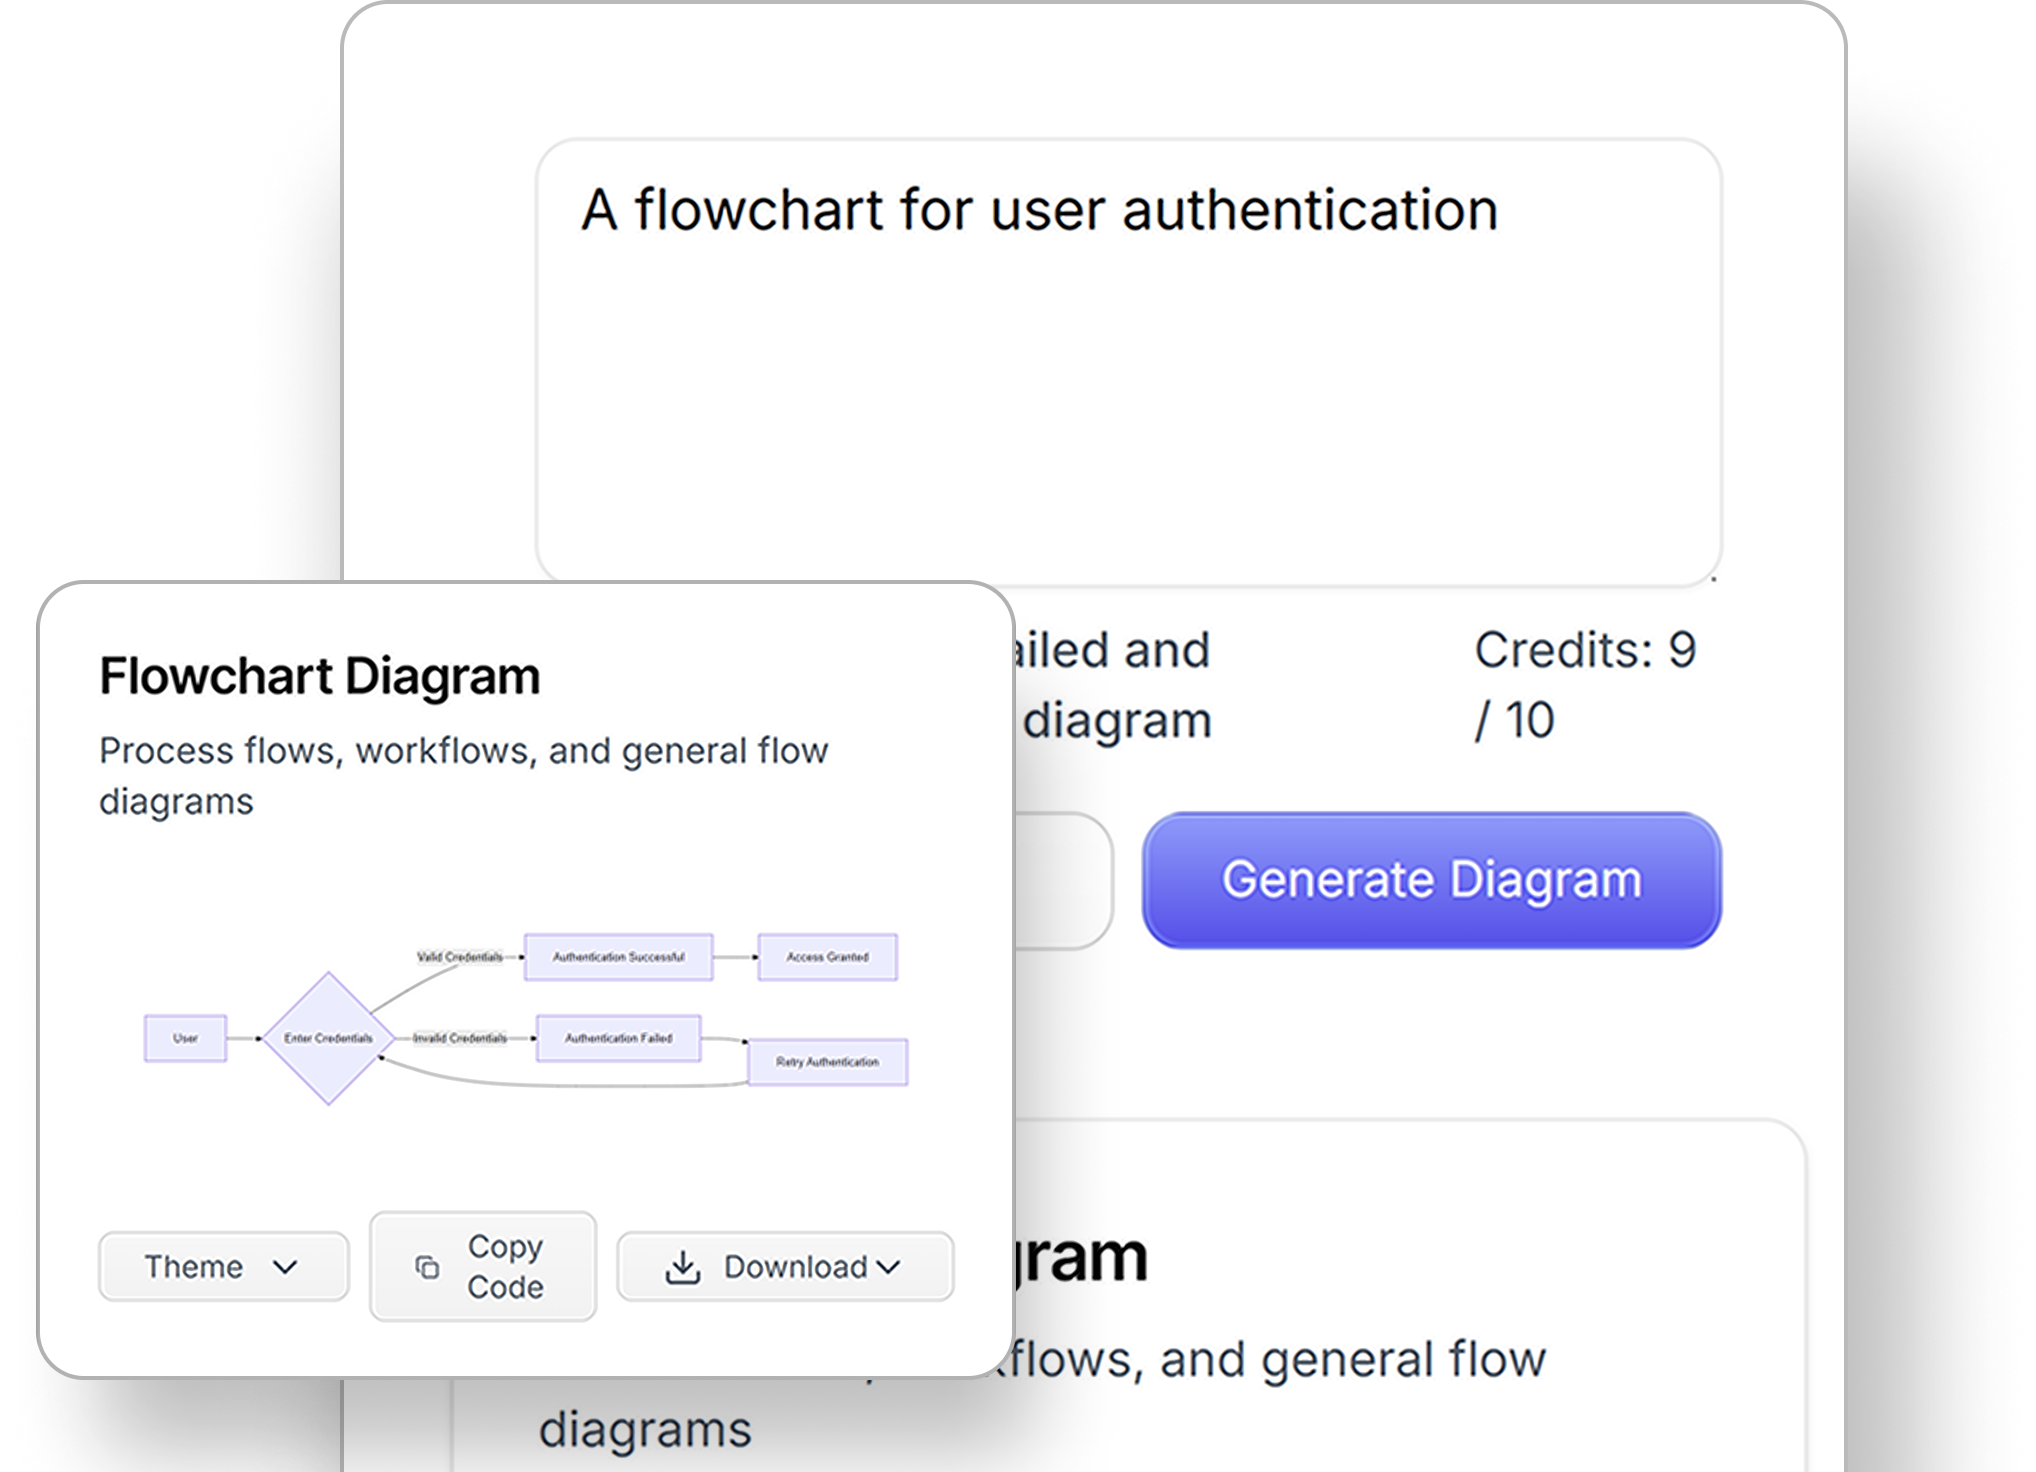 A flowchart for user authentication
ailed and
diagram
Credits: 9
/ 10
Generate Diagram
Flowchart Diagram
Process flows, workflows, and general flow
diagrams
Valid Credentials
Authentication Successful
Access Granted
User
Enter Credentials
Invalid Credentials
Authentication Failed
Retry Authentication
Theme
Copy
Code
Download
gram
kflows, and general flow
diagrams